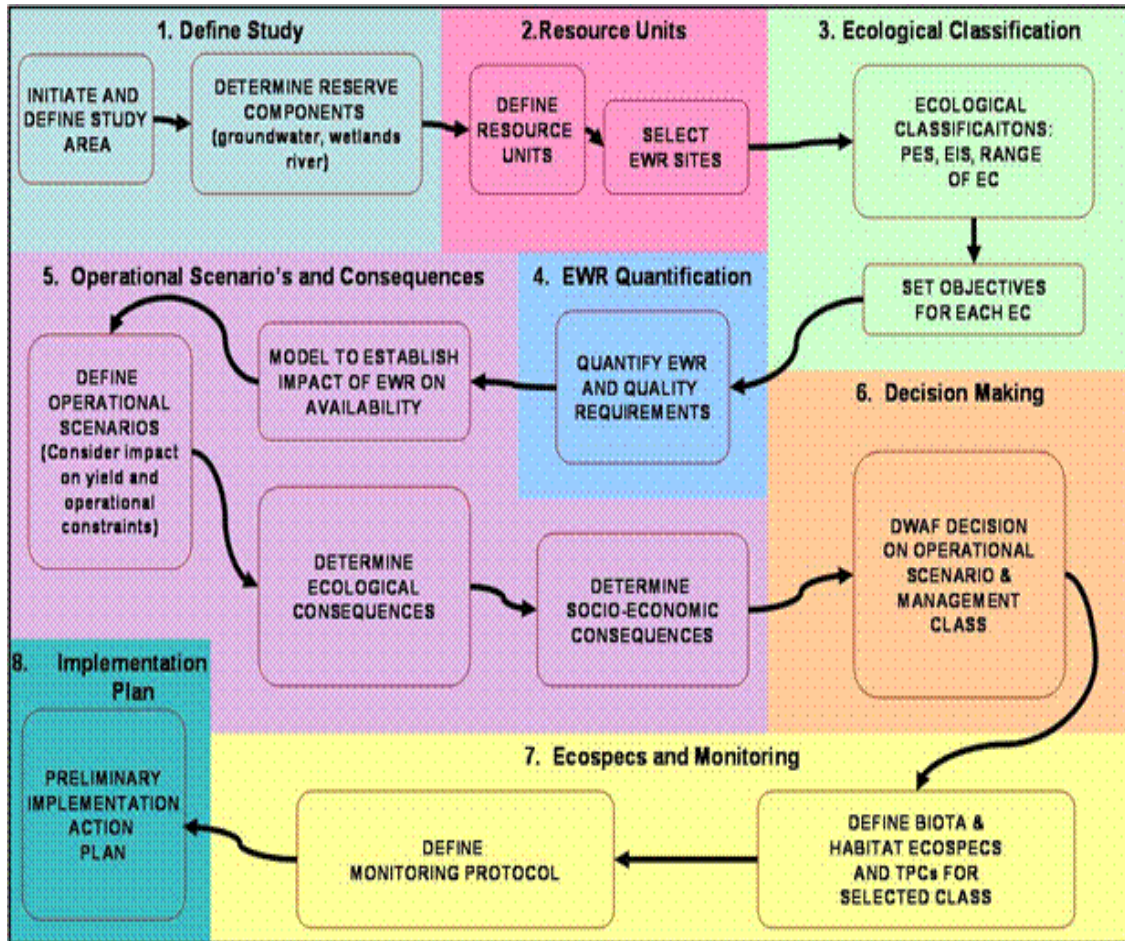 1. Define Study
INITIATE AND
DEFINE STUDY
AREA
DETERMINE RESERVE
COMPONENTS
(groundwater, wetlands
river)
2.Resource Units
DEFINE
RESOURCE
UNITS
SELECT
EWR SITES
3. Ecological Classification
ECOLOGICAL
CLASSIFICAITONS:
PES, EIS, RANGE
OF EC
SET OBJECTIVES
FOR EACH EC
4. EWR Quantification
QUANTIFY EWR
AND QUALITY
REQUIREMENTS
5. Operational Scenario's and Consequences
MODEL TO ESTABLISH
IMPACT OF EWR ON
AVAILABILITY
DEFINE
OPERATIONAL
SCENARIOS
(Consider impact
on yield and
operational
constraints)
DETERMINE
ECOLOGICAL
CONSEQUENCES
DETERMINE
SOCIO-ECONOMIC
CONSEQUENCES
6. Decision Making
DWAF DECISION
ON OPERATIONAL
SCENARIO &
MANAGEMENT
CLASS
7. Ecospecs and Monitoring
DEFINE BIOTA &
HABITAT ECOSPECS
AND TPCs FOR
SELECTED CLASS
DEFINE
MONITORING PROTOCOL
8. Implementation
Plan
PRELIMINARY
IMPLEMENTATION
ACTION
PLAN